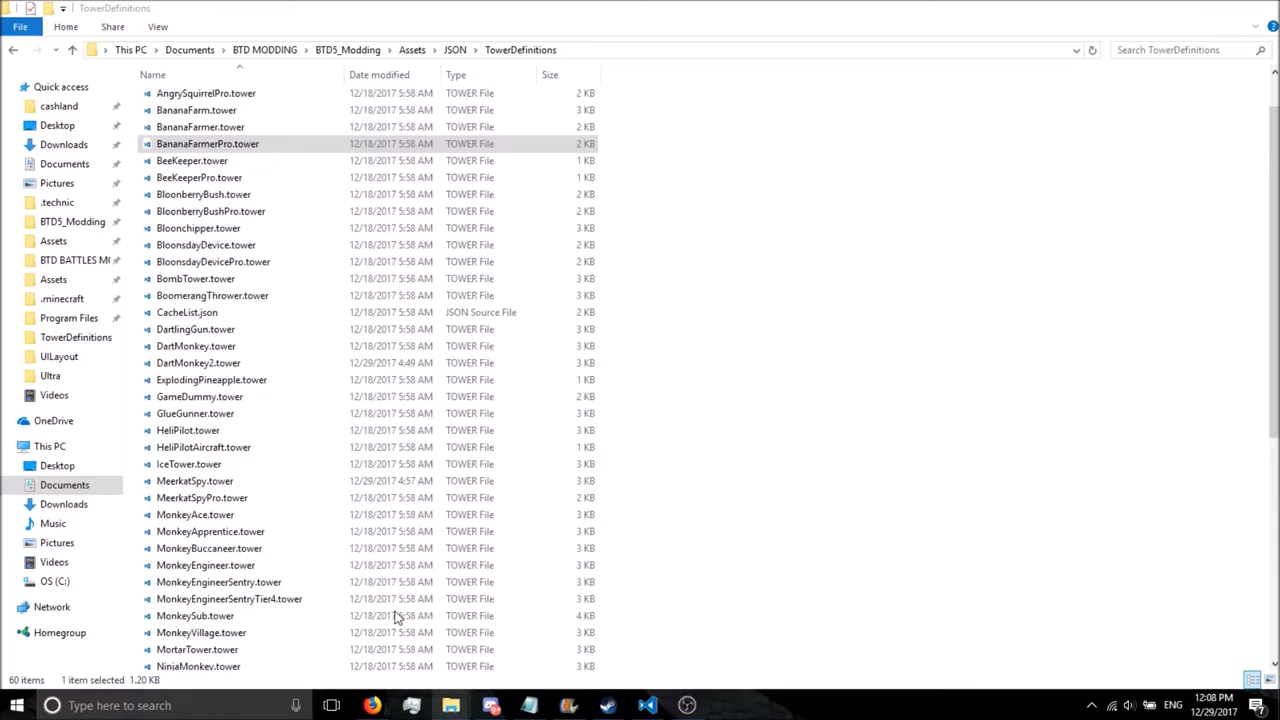 TowerDefinitions
File Home Share View
This PC Documents BTD MODDING BTD5_Modding Assets JSON TowerDefinitions Search TowerDefinitions
Name Date modified Type Size
Quick access
cashland
Desktop
Downloads
Documents
Pictures
.technic
BTD5_Modding
Assets
BTD BATTLES M
Assets
.minecraft
Program Files
TowerDefinitions
UILayout
Ultra
Videos
OneDrive
This PC
Desktop
Documents
Downloads
Music
Pictures
Videos
OS (C:)
Network
Homegroup
AngrySquirrelPro.tower 12/18/2017 5:58 AM TOWER File 2 KB
BananaFarm.tower 12/18/2017 5:58 AM TOWER File 3 KB
BananaFarmer.tower 12/18/2017 5:58 AM TOWER File 2 KB
BananaFarmerPro.tower 12/18/2017 5:58 AM TOWER File 2 KB
BeeKeeper.tower 12/18/2017 5:58 AM TOWER File 1 KB
BeeKeeperPro.tower 12/18/2017 5:58 AM TOWER File 1 KB
BloonberryBush.tower 12/18/2017 5:58 AM TOWER File 2 KB
BloonberryBushPro.tower 12/18/2017 5:58 AM TOWER File 2 KB
Bloonchipper.tower 12/18/2017 5:58 AM TOWER File 3 KB
BloonsdayDevice.tower 12/18/2017 5:58 AM TOWER File 2 KB
BloonsdayDevicePro.tower 12/18/2017 5:58 AM TOWER File 2 KB
BombTower.tower 12/18/2017 5:58 AM TOWER File 3 KB
BoomerangThrower.tower 12/18/2017 5:58 AM TOWER File 3 KB
CacheList.json 12/18/2017 5:58 AM JSON Source File 2 KB
DartlingGun.tower 12/18/2017 5:58 AM TOWER File 3 KB
DartMonkey.tower 12/18/2017 5:58 AM TOWER File 3 KB
DartMonkey2.tower 12/29/2017 4:49 AM TOWER File 3 KB
ExplodingPineapple.tower 12/18/2017 5:58 AM TOWER File 1 KB
GameDummy.tower 12/18/2017 5:58 AM TOWER File 2 KB
GlueGunner.tower 12/18/2017 5:58 AM TOWER File 3 KB
HeliPilot.tower 12/18/2017 5:58 AM TOWER File 3 KB
HeliPilotAircraft.tower 12/18/2017 5:58 AM TOWER File 1 KB
IceTower.tower 12/18/2017 5:58 AM TOWER File 3 KB
MeerkatSpy.tower 12/29/2017 4:57 AM TOWER File 3 KB
MeerkatSpyPro.tower 12/18/2017 5:58 AM TOWER File 2 KB
MonkeyAce.tower 12/18/2017 5:58 AM TOWER File 3 KB
MonkeyApprentice.tower 12/18/2017 5:58 AM TOWER File 3 KB
MonkeyBuccaneer.tower 12/18/2017 5:58 AM TOWER File 3 KB
MonkeyEngineer.tower 12/18/2017 5:58 AM TOWER File 3 KB
MonkeyEngineerSentry.tower 12/18/2017 5:58 AM TOWER File 3 KB
MonkeyEngineerSentryTier4.tower 12/18/2017 5:58 AM TOWER File 3 KB
MonkeySub.tower 12/18/2017 5:58 AM TOWER File 4 KB
MonkeyVillage.tower 12/18/2017 5:58 AM TOWER File 3 KB
MortarTower.tower 12/18/2017 5:58 AM TOWER File 3 KB
NinjaMonkey.tower 12/18/2017 5:58 AM TOWER File 3 KB
60 items 1 item selected 1.20 KB
Type here to search
ENG
12:08 PM
12/29/2017
7